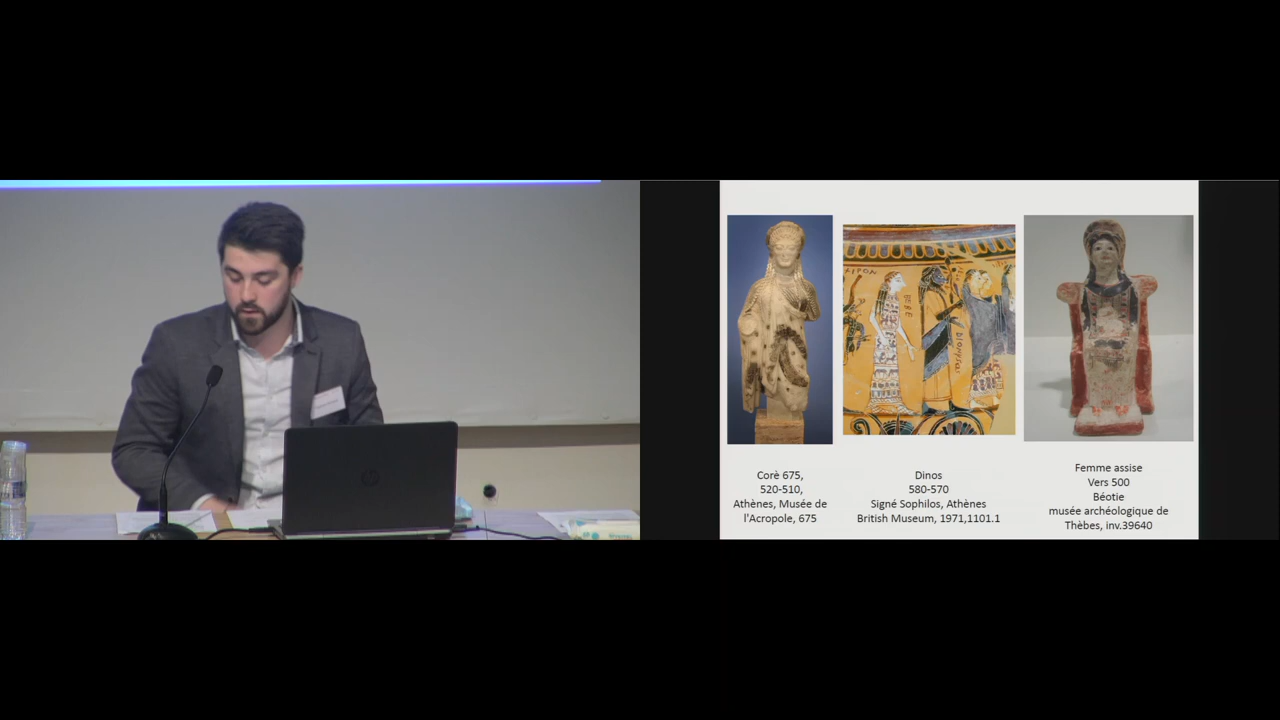 Corè 675,
520-510,
Athènes, Musée de
l'Acropole, 675
Dinos
580-570
Signé Sophilos, Athènes
British Museum, 1971,1101.1
Femme assise
Vers 500
Béotie
musée archéologique de
Thèbes, inv.39640